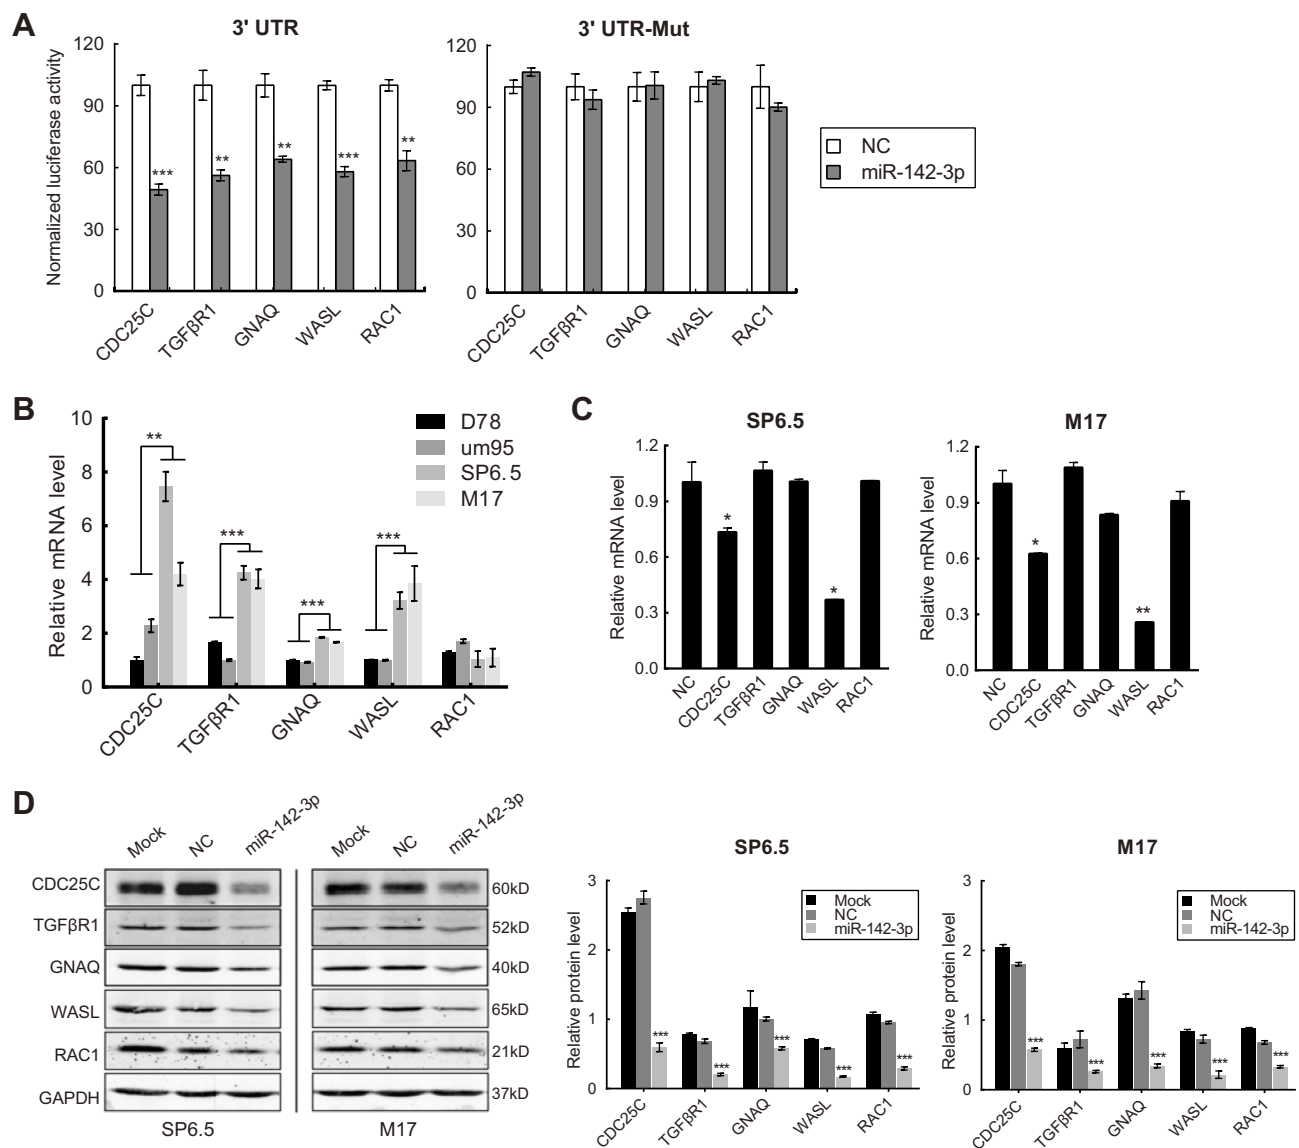 A
3' UTR
3' UTR-Mut
Normalized luciferase activity
120
90
60
30
0
***
**
**
***
**
CDC25C
TGFβR1
GNAQ
WASL
RAC1
120
90
60
30
0
CDC25C
TGFβR1
GNAQ
WASL
RAC1
NC
miR-142-3p
B
Relative mRNA level
10
8
6
4
2
0
**
***
***
***
D78
um95
SP6.5
M17
CDC25C
TGFβR1
GNAQ
WASL
RAC1
C
SP6.5
Relative mRNA level
1.2
0.9
0.6
0.3
0.0
*
*
NC
CDC25C
TGFβR1
GNAQ
WASL
RAC1
M17
Relative mRNA level
1.2
0.9
0.6
0.3
0.0
*
**
NC
CDC25C
TGFβR1
GNAQ
WASL
RAC1
D
Mock
NC
miR-142-3p
Mock
NC
miR-142-3p
CDC25C
60kD
TGFβR1
52kD
GNAQ
40kD
WASL
65kD
RAC1
21kD
GAPDH
37kD
SP6.5
M17
SP6.5
Relative protein level
3
2
1
0
Mock
NC
miR-142-3p
***
***
***
***
***
CDC25C
TGFβR1
GNAQ
WASL
RAC1
M17
Relative protein level
3
2
1
0
Mock
NC
miR-142-3p
***
***
***
***
***
CDC25C
TGFβR1
GNAQ
WASL
RAC1